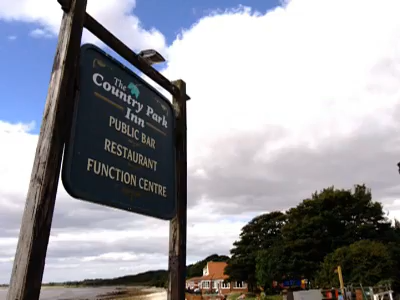 The
Country Park
Inn
PUBLIC BAR
RESTAURANT
FUNCTION CENTRE